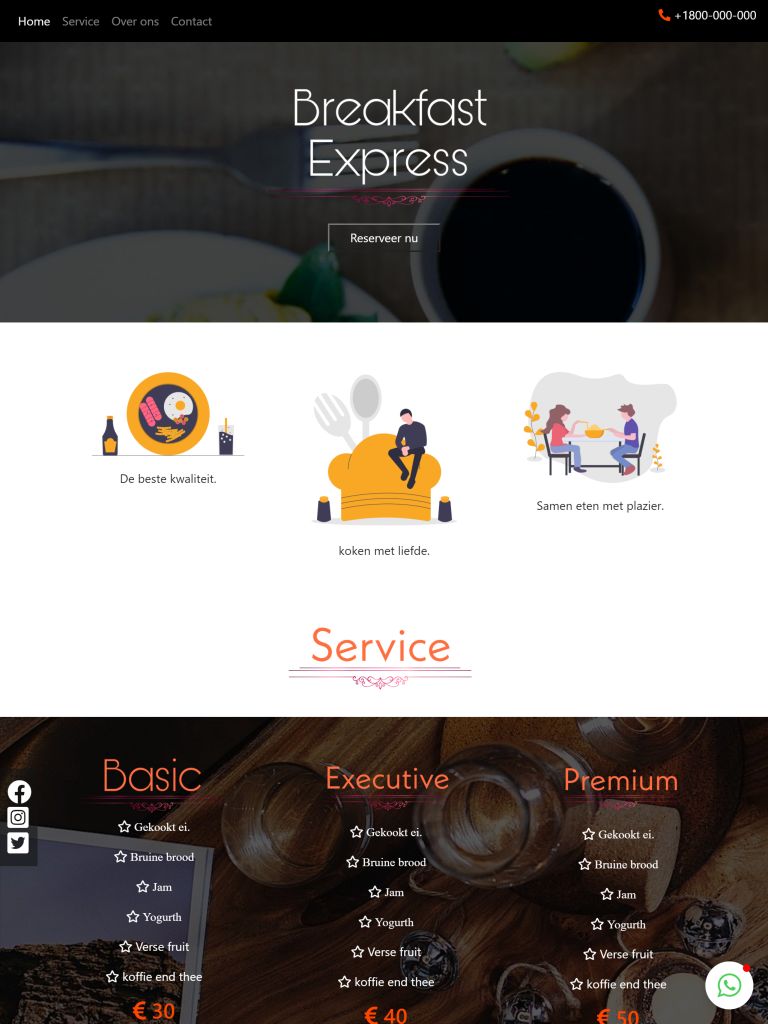 Home Service Over ons Contact
+1800-000-000
Breakfast
Express
Reserveer nu
De beste kwaliteit.
koken met liefde.
Samen eten met plazier.
Service
Basic
Gekookt ei.
Bruine brood
Jam
Yogurth
Verse fruit
koffie end thee
€ 30
Executive
Gekookt ei.
Bruine brood
Jam
Yogurth
Verse fruit
koffie end thee
€ 40
Premium
Gekookt ei.
Bruine brood
Jam
Yogurth
Verse fruit
koffie end thee
€ 50